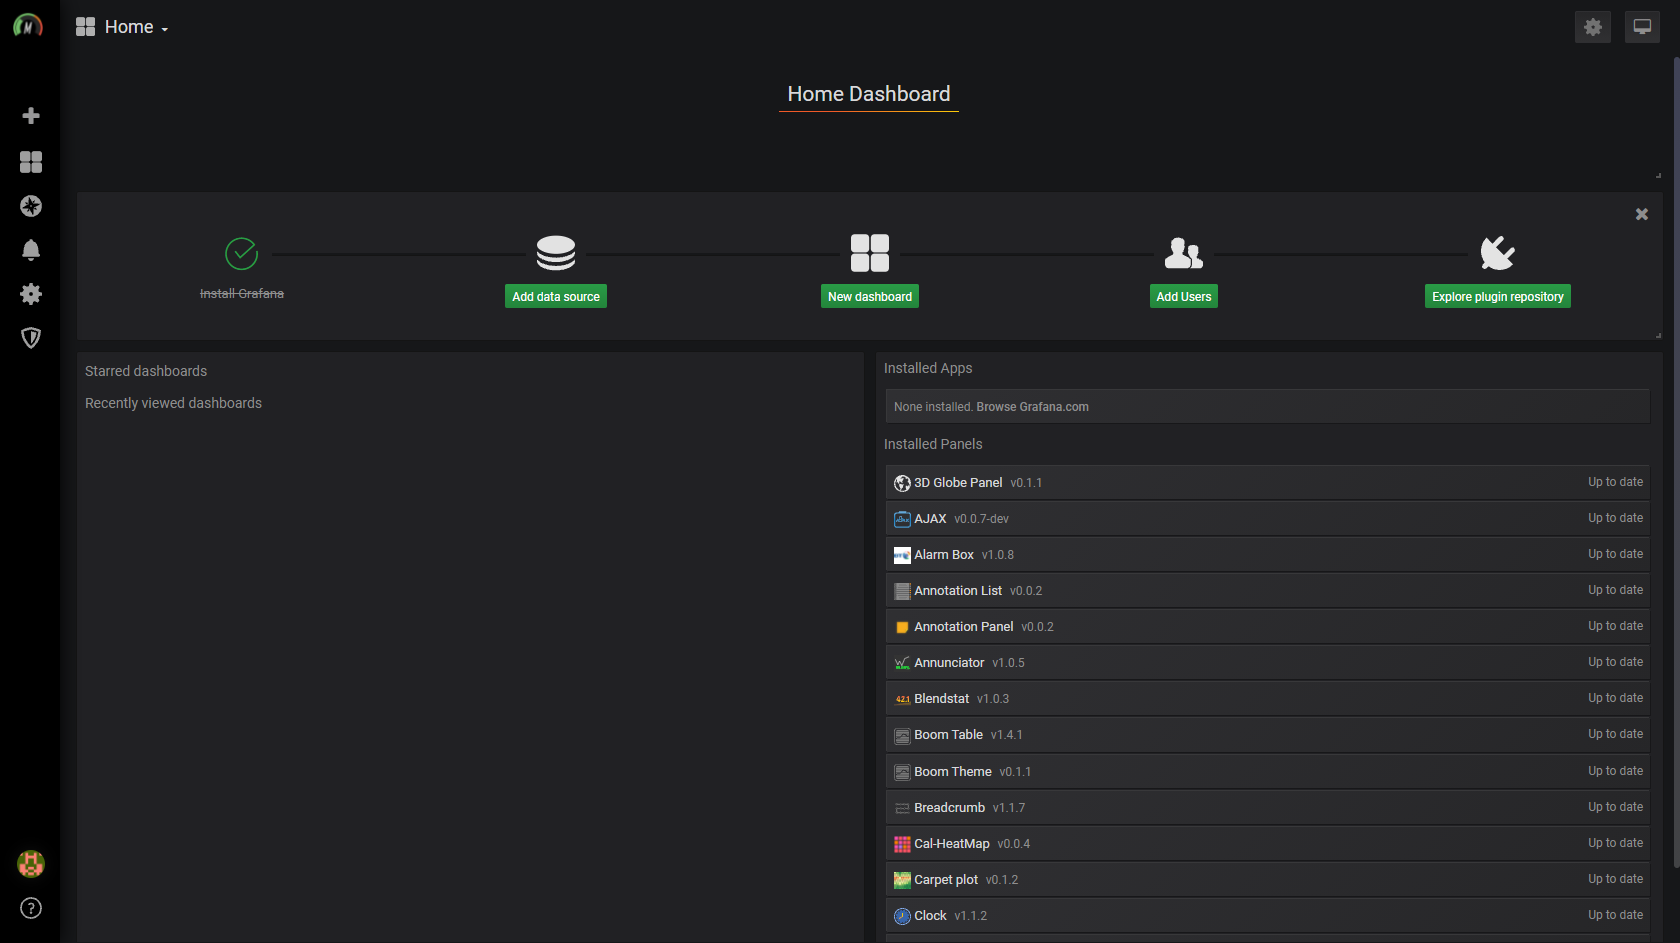 Home
Home Dashboard
Install Grafana
Add data source
New dashboard
Add Users
Explore plugin repository
Starred dashboards
Recently viewed dashboards
Installed Apps
None installed. Browse Grafana.com
Installed Panels
3D Globe Panel v0.1.1 Up to date
AJAX v0.0.7-dev Up to date
Alarm Box v1.0.8 Up to date
Annotation List v0.0.2 Up to date
Annotation Panel v0.0.2 Up to date
Annunciator v1.0.5 Up to date
42.1 Blendstat v1.0.3 Up to date
Boom Table v1.4.1 Up to date
Boom Theme v0.1.1 Up to date
Breadcrumb v1.1.7 Up to date
Cal-HeatMap v0.0.4 Up to date
Carpet plot v0.1.2 Up to date
Clock v1.1.2 Up to date